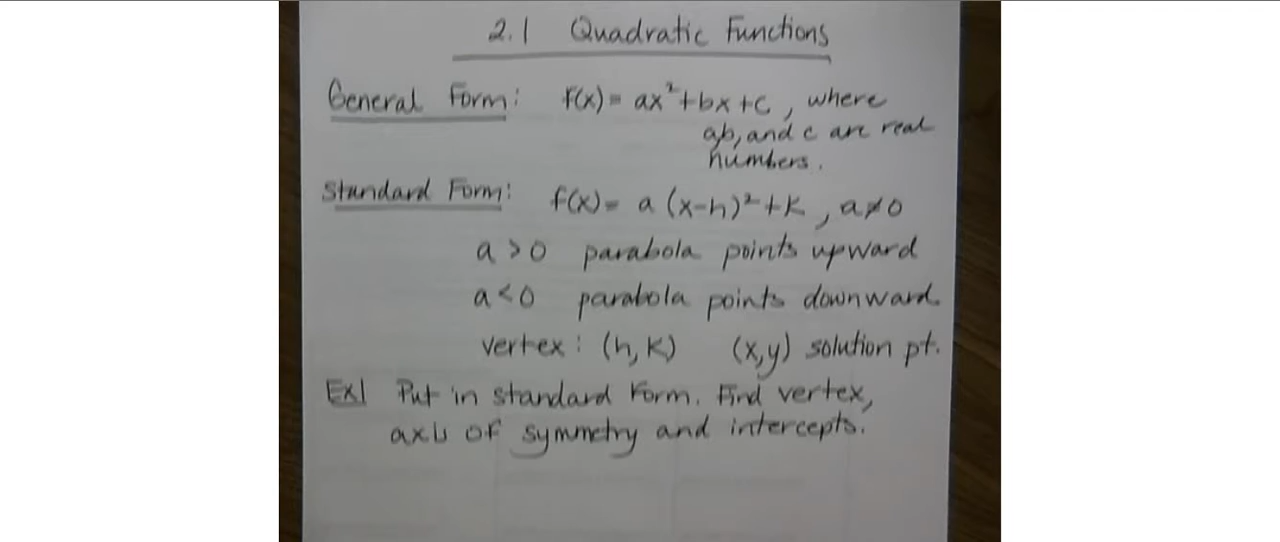 2.1 Quadratic Functions
General Form: f(x) = ax²+bx+c, where
a,b, and c are real
numbers.
Standard Form: f(x) = a (x-h)²+k, a≠0
a > 0 parabola points upward
a < 0 parabola points downward.
vertex: (h,k) (x,y) solution pt.
Ex1 Put in standard form. Find vertex,
axis of symmetry and intercepts.